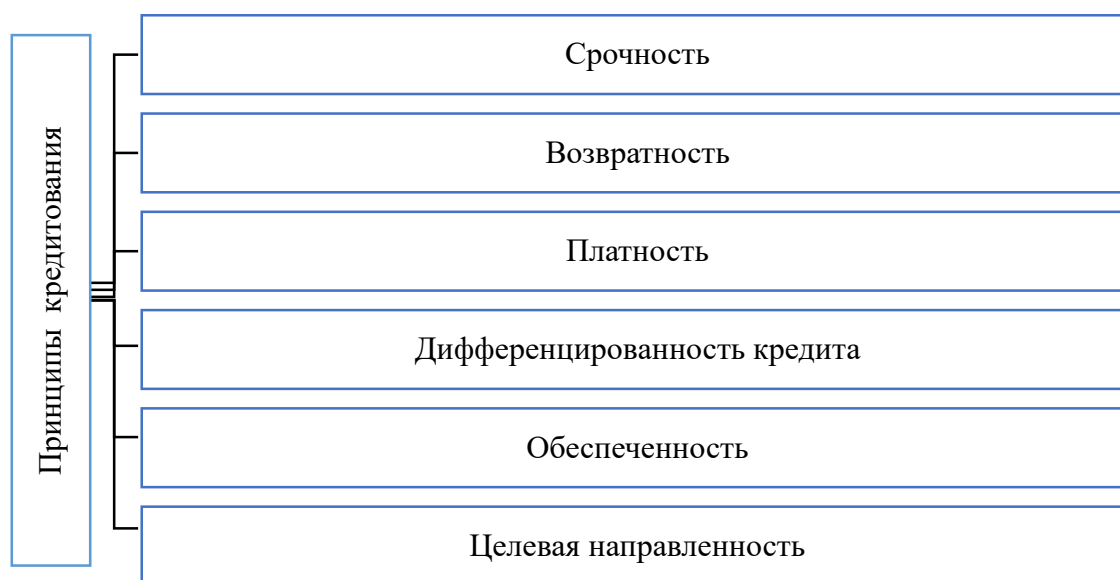 Принципы кредитования
Срочность
Возвратность
Платность
Дифференцированность кредита
Обеспеченность
Целевая направленность